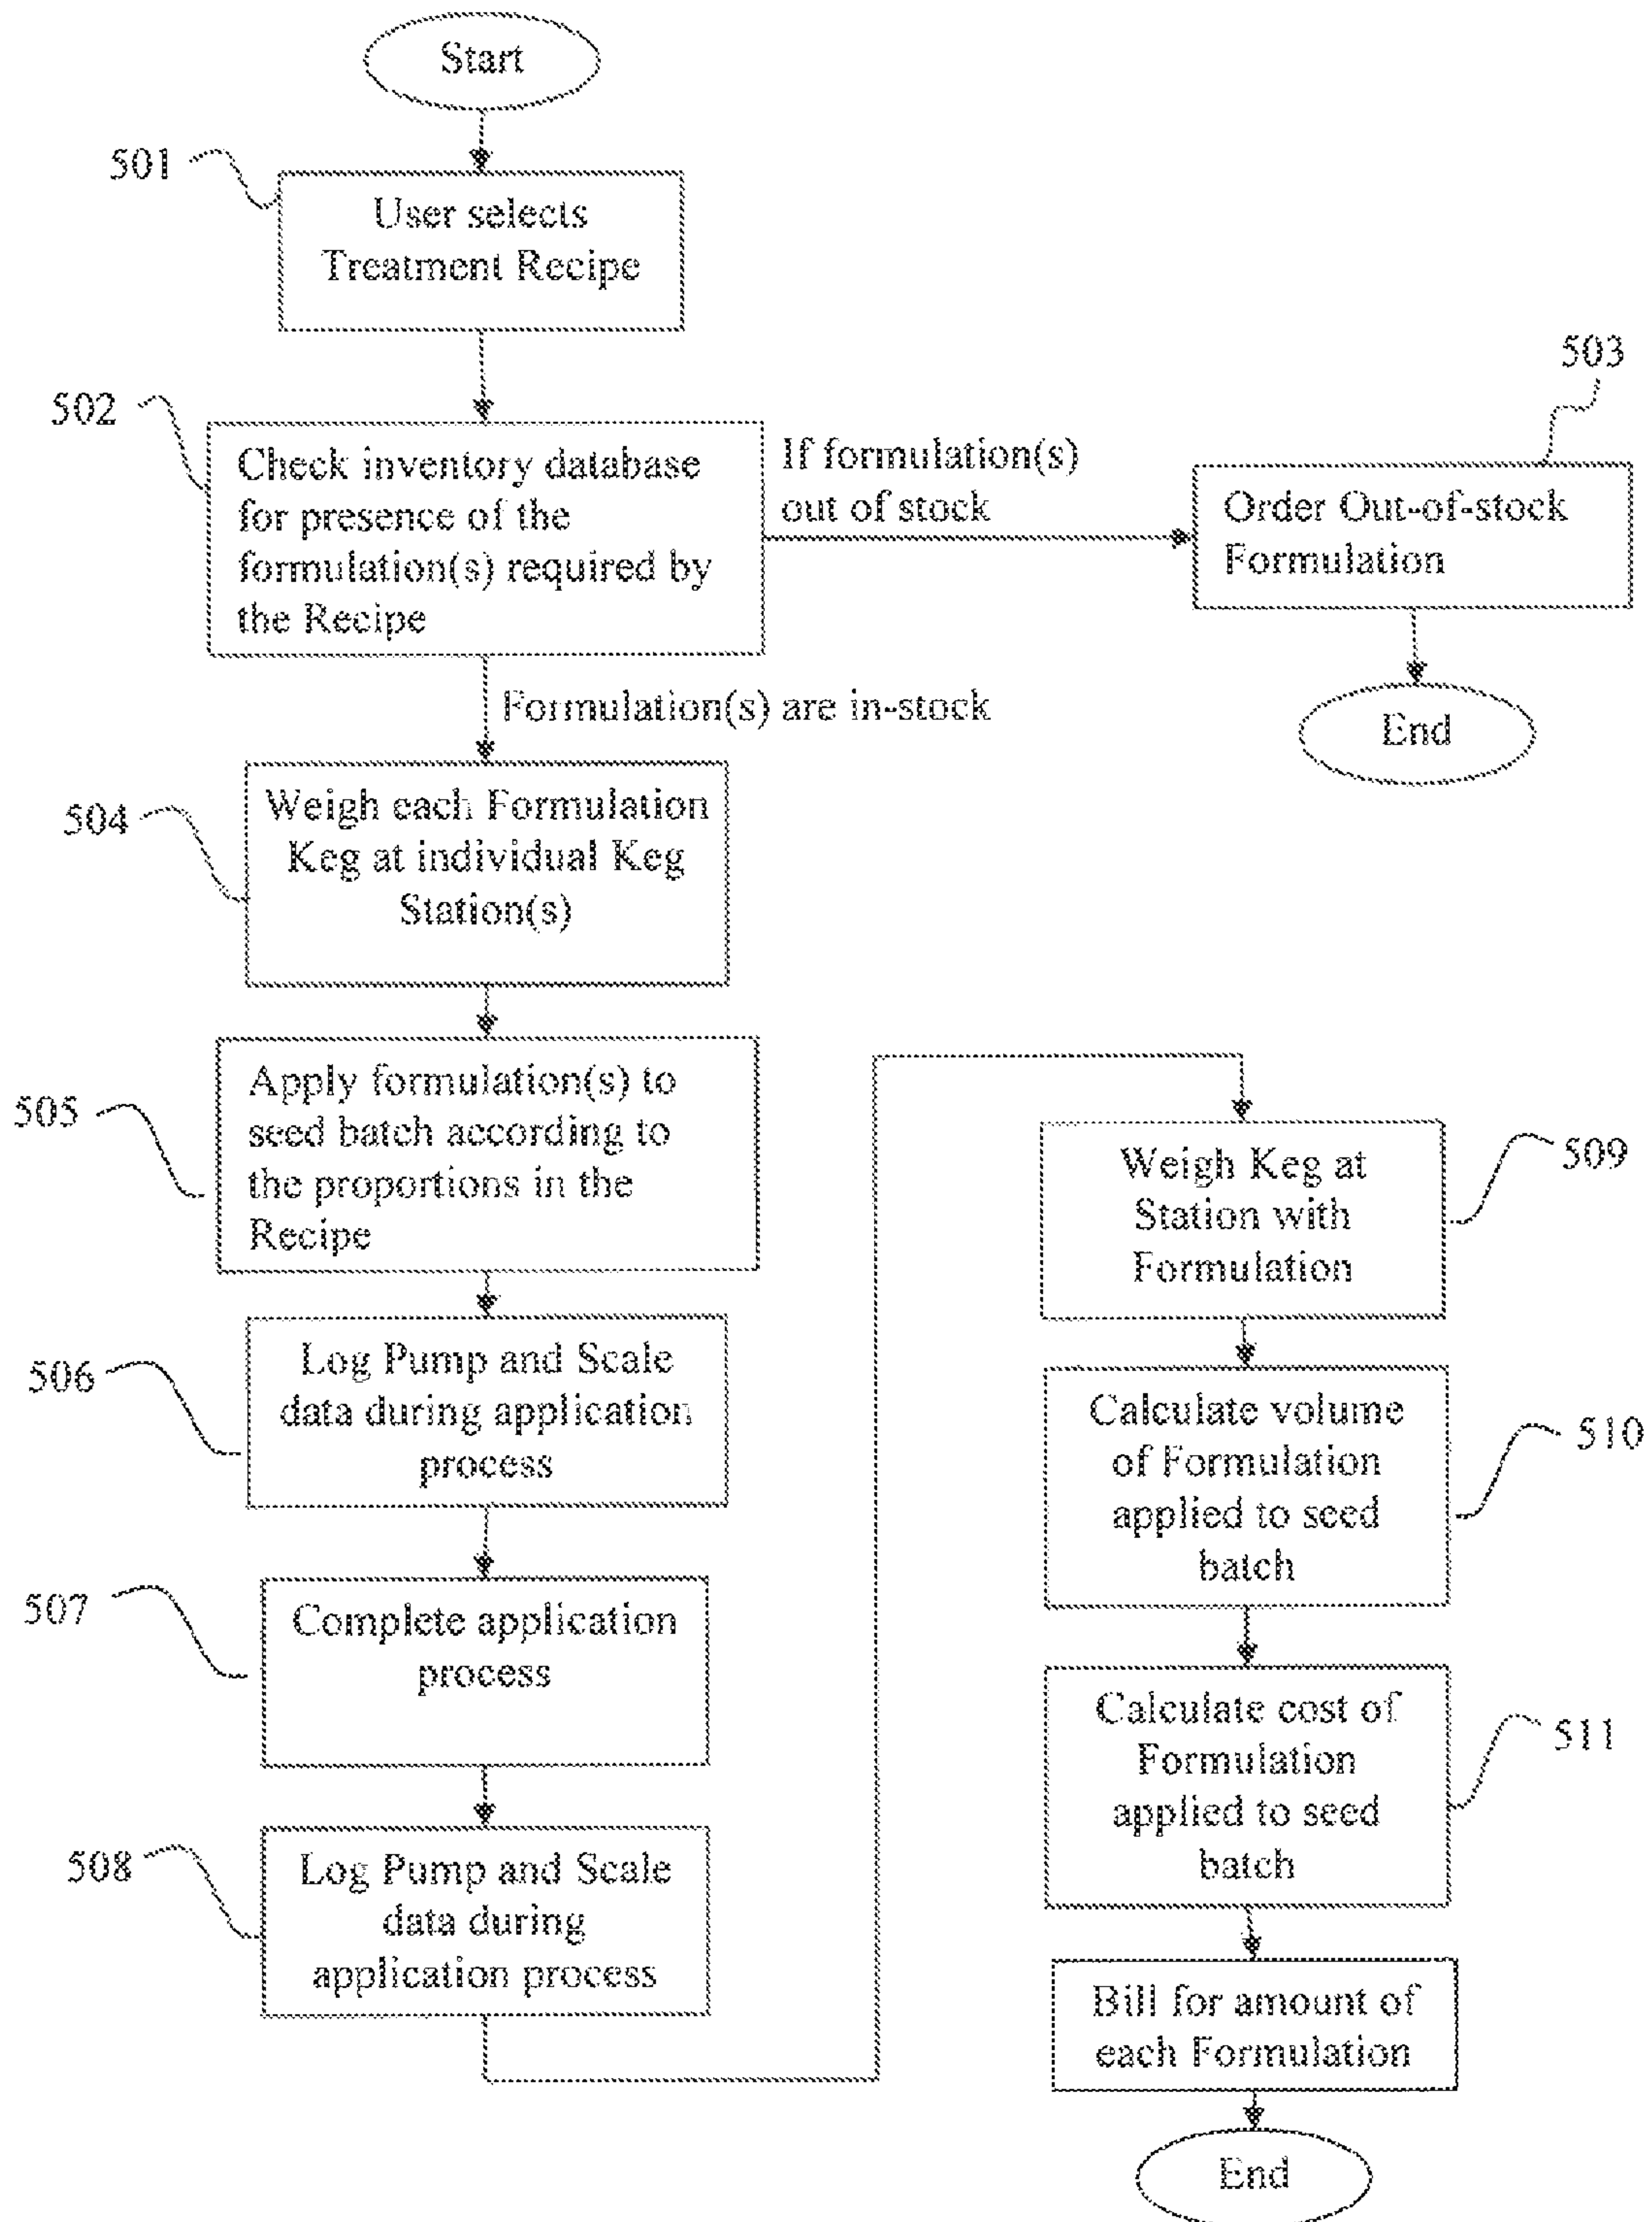 Start
501
User selects
Treatment Recipe
502
Check inventory database
for presence of the
formulation(s) required by
the Recipe
If formulation(s)
out of stock
503
Order Out-of-stock
Formulation
End
Formulation(s) are in-stock
504
Weigh each Formulation
Keg at individual Keg
Station(s)
505
Apply formulation(s) to
seed batch according to
the proportions in the
Recipe
506
Log Pump and Scale
data during application
process
507
Complete application
process
508
Log Pump and Scale
data during
application process
509
Weigh Keg at
Station with
Formulation
510
Calculate volume
of Formulation
applied to seed
batch
511
Calculate cost of
Formulation
applied to seed
batch
Bill for amount of
each Formulation
End